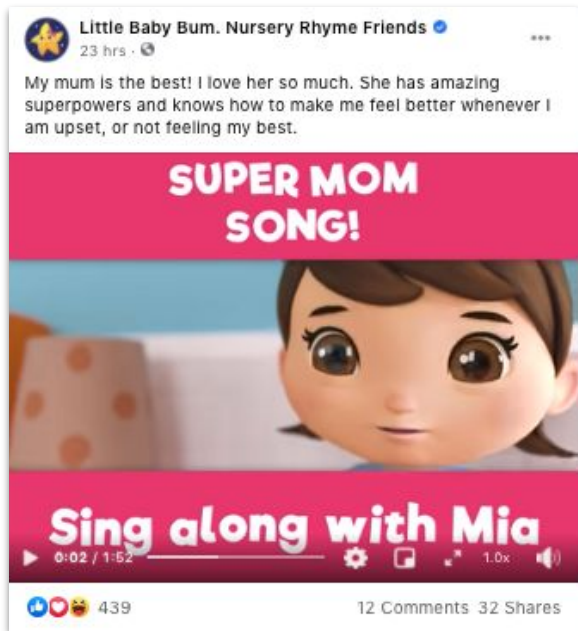 Little Baby Bum. Nursery Rhyme Friends
23 hrs ·
My mum is the best! I love her so much. She has amazing
superpowers and knows how to make me feel better whenever I
am upset, or not feeling my best.
SUPER MOM
SONG!
Sing along with Mia
0:02 / 1:52 1.0x
439 12 Comments 32 Shares